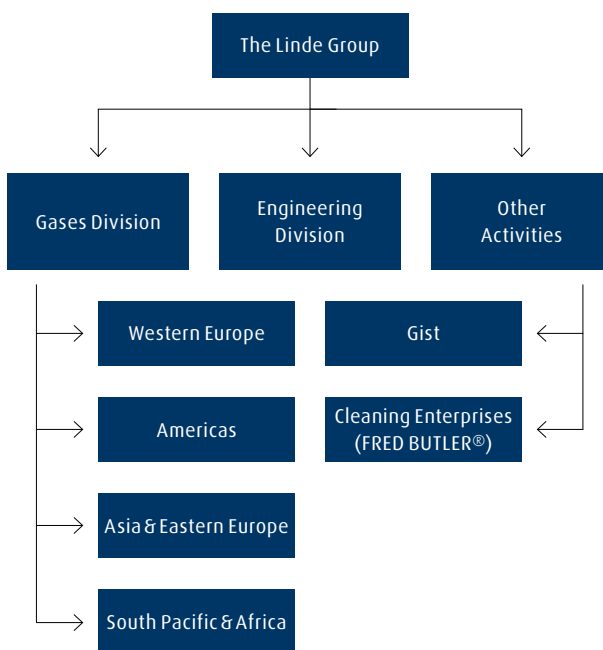 The Linde Group
Gases Division
Engineering
Division
Other
Activities
Western Europe
Americas
Asia & Eastern Europe
South Pacific & Africa
Gist
Cleaning Enterprises
(FRED BUTLER®)